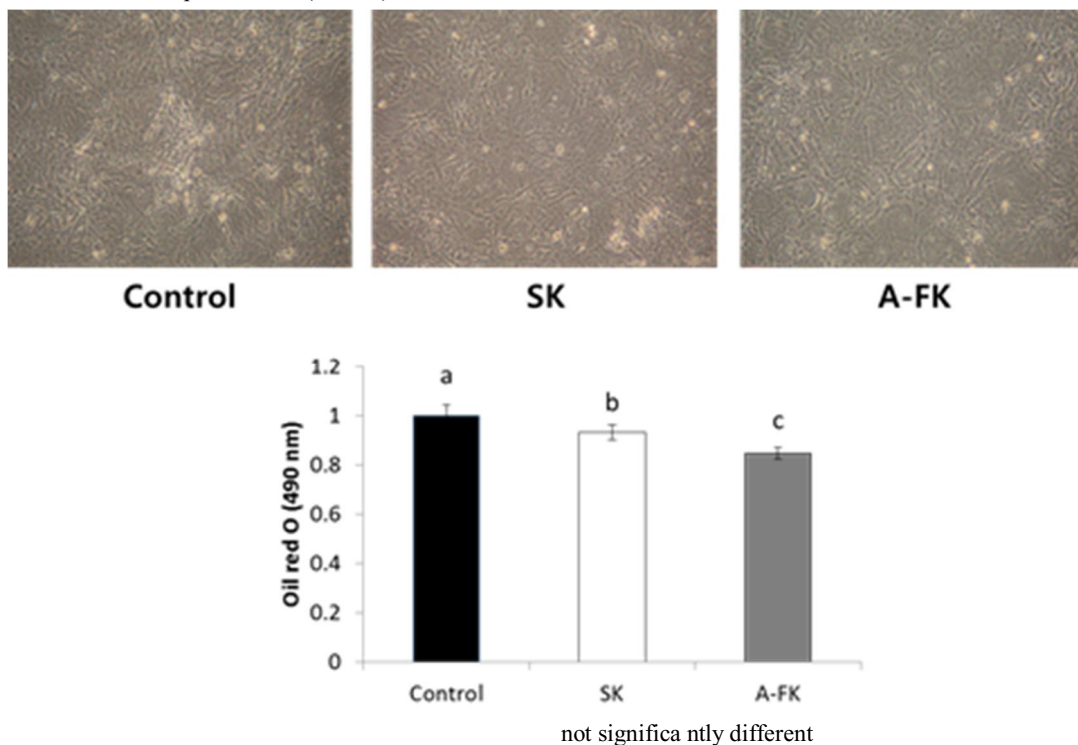 Control SK A-FK
1.2
1
0.8
0.6
0.4
0.2
0
Oil red O (490 nm)
a
b
c
Control SK A-FK
not significa ntly different